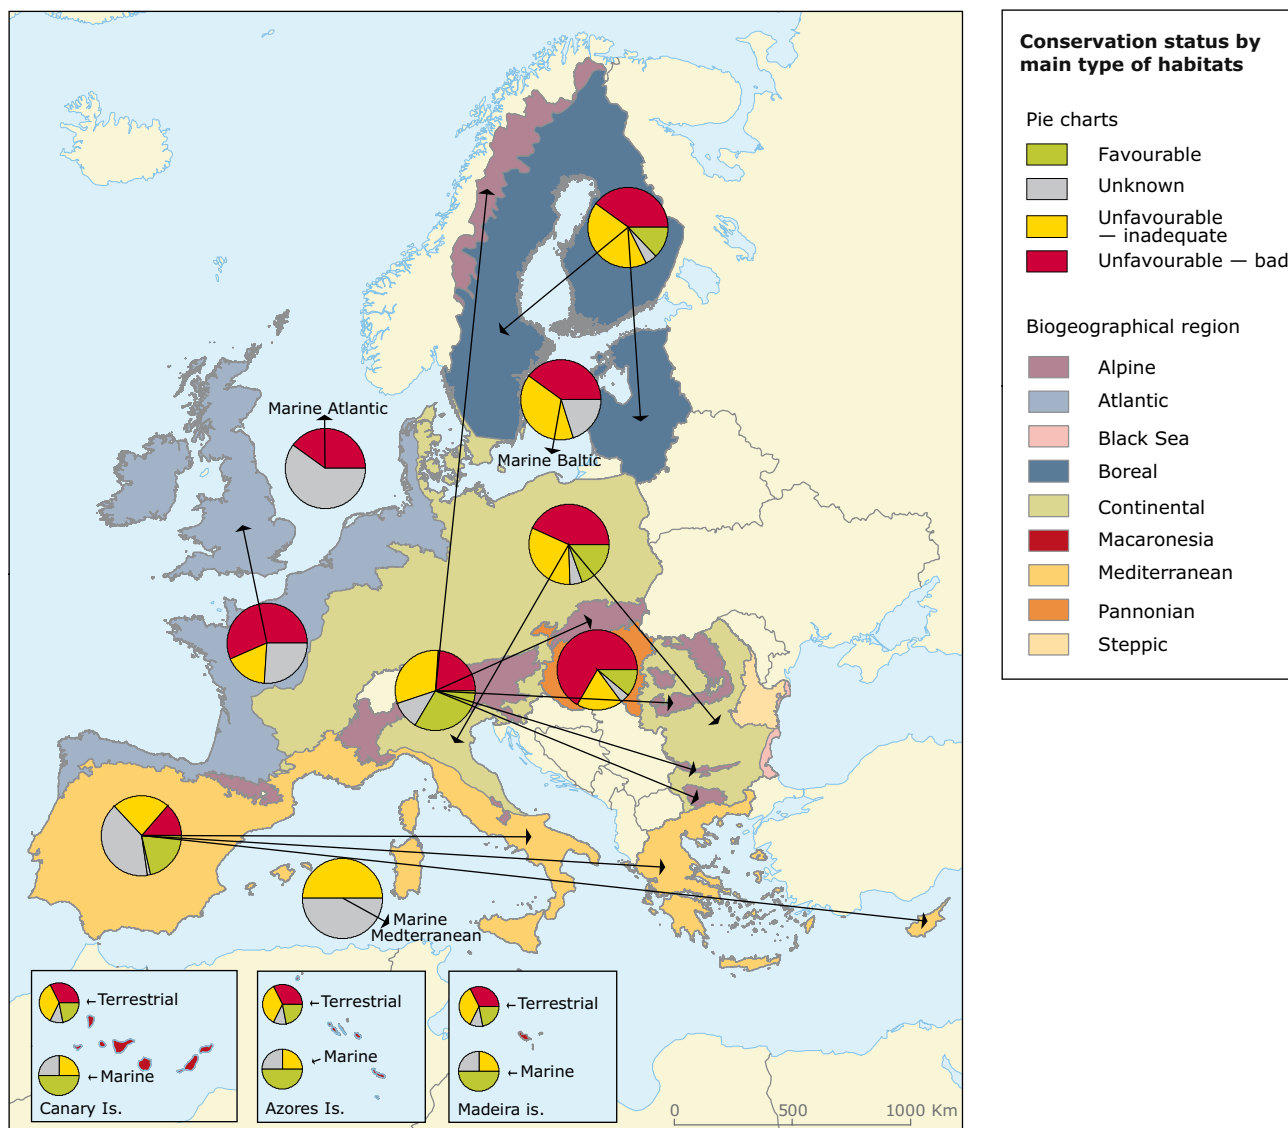 Conservation status by
main type of habitats
Pie charts
Favourable
Unknown
Unfavourable
— inadequate
Unfavourable — bad
Biogeographical region
Alpine
Atlantic
Black Sea
Boreal
Continental
Macaronesia
Mediterranean
Pannonian
Steppic
Marine Atlantic
Marine Baltic
Marine
Medterranean
Terrestrial
Marine
Canary Is.
Terrestrial
Marine
Azores Is.
Terrestrial
Marine
Madeira is.
0 500 1000 Km